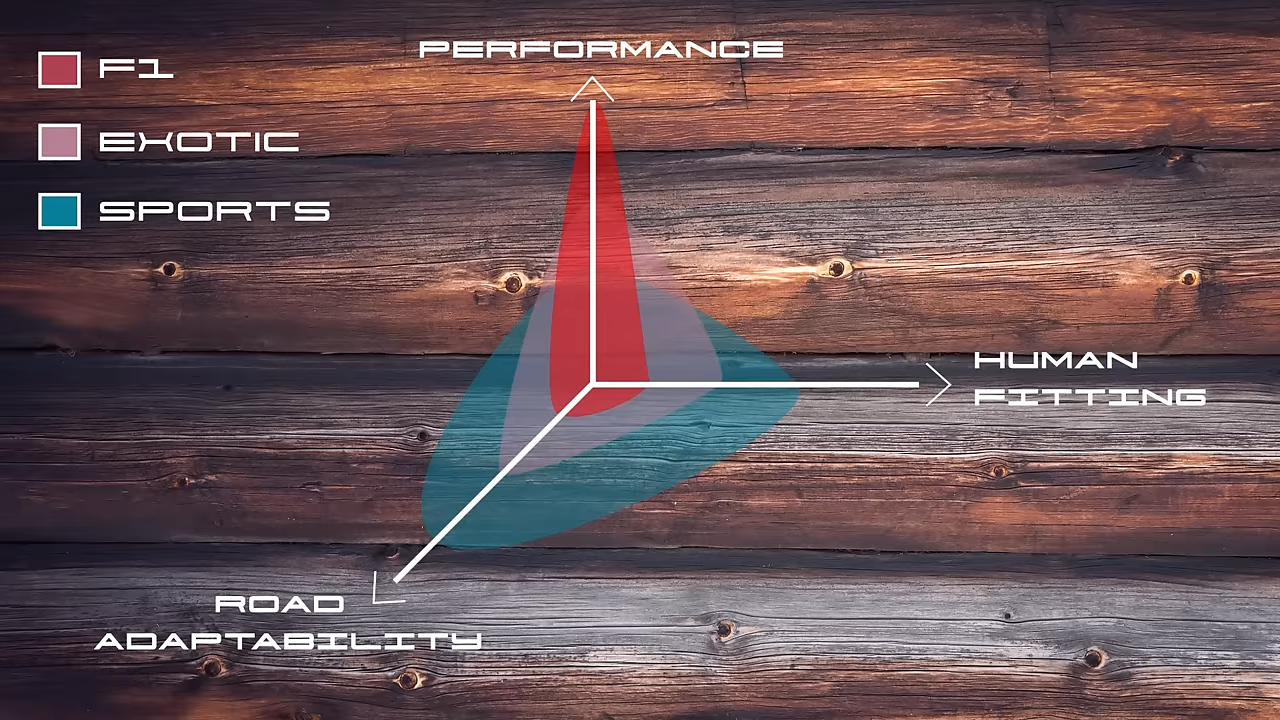 PERFORMANCE
F1
EXOTIC
SPORTS
HUMAN
FITTING
ROAD
ADAPTABILITY